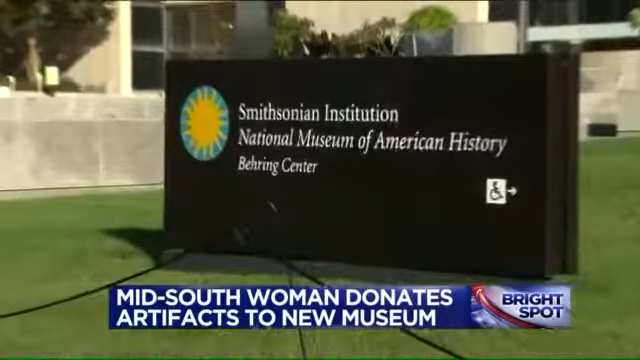 Smithsonian Institution
National Museum of American History
Behring Center
MID-SOUTH WOMAN DONATES
ARTIFACTS TO NEW MUSEUM
BRIGHT
SPOT